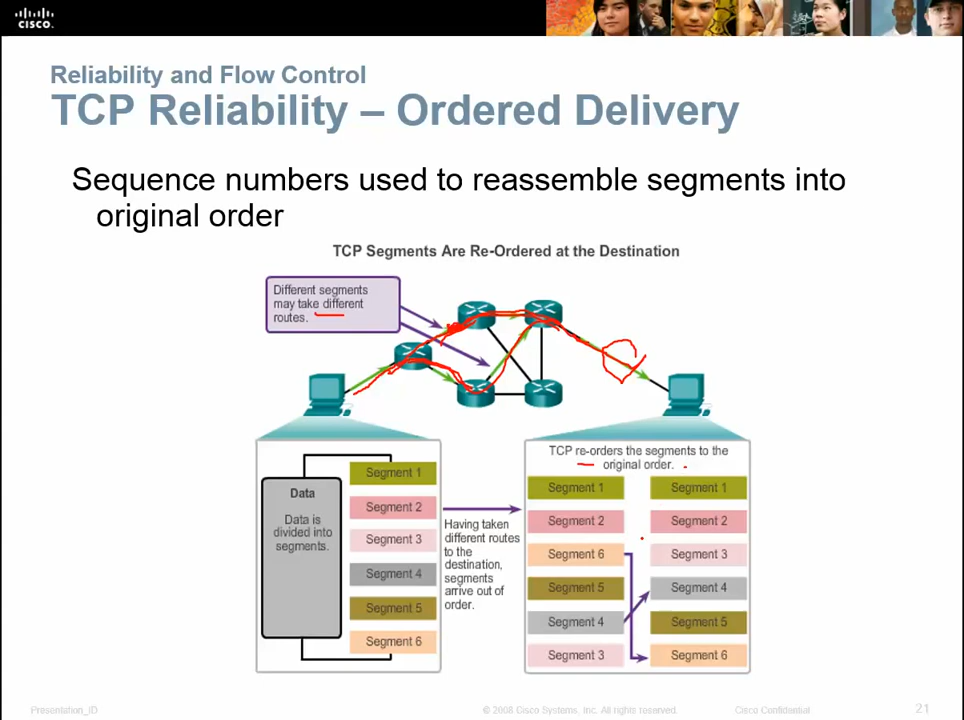 CISCO.
Reliability and Flow Control
TCP Reliability – Ordered Delivery
Sequence numbers used to reassemble segments into
original order
TCP Segments Are Re-Ordered at the Destination
Different segments
may take different
routes.
Data
Data is
divided into
segments.
Segment 1
Segment 2
Segment 3
Segment 4
Segment 5
Segment 6
Having taken
different routes
to the
destination,
segments
arrive out of
order.
TCP re-orders the segments to the
original order.
Segment 1
Segment 2
Segment 6
Segment 5
Segment 4
Segment 3
Segment 1
Segment 2
Segment 3
Segment 4
Segment 5
Segment 6
Presentation_ID
© 2008 Cisco Systems, Inc. All rights reserved.
Cisco Confidential
21